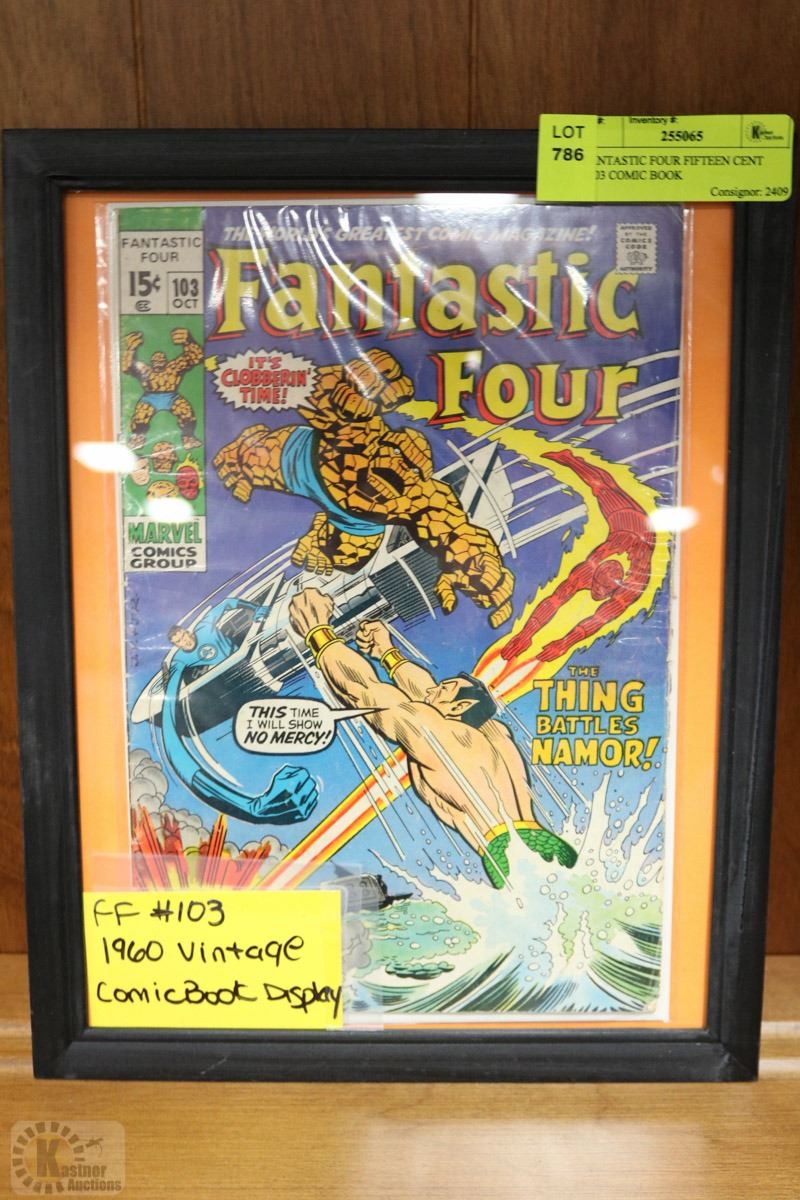 LOT
786
#:
Inventory #:
255065
NTASTIC FOUR FIFTEEN CENT
03 COMIC BOOK
Consignor: 2409
THE WORLD'S GREATEST COMIC MAGAZINE!
APPROVED
BY THE
COMICS
CODE
AUTHORITY
FANTASTIC
FOUR
15¢
103
OCT
CC
Fantastic
Four
IT'S
CLOBBERIN'
TIME!
MARVEL
COMICS
GROUP
THIS TIME
I WILL SHOW
NO MERCY!
THE
THING
BATTLES
NAMOR!
FF #103
1960 Vintage
ComicBook Display
Kastner
Auctions